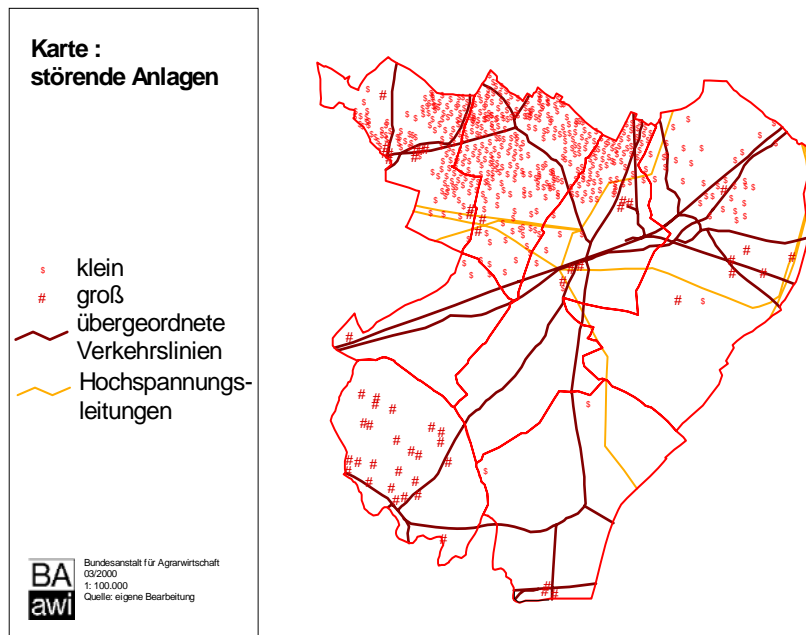 Karte :
störende Anlagen
$ klein
# groß
übergeordnete
Verkehrslinien
Hochspannungs-
leitungen
BA
awi
Bundesanstalt für Agrarwirtschaft
03/2000
1: 100.000
Quelle: eigene Bearbeitung